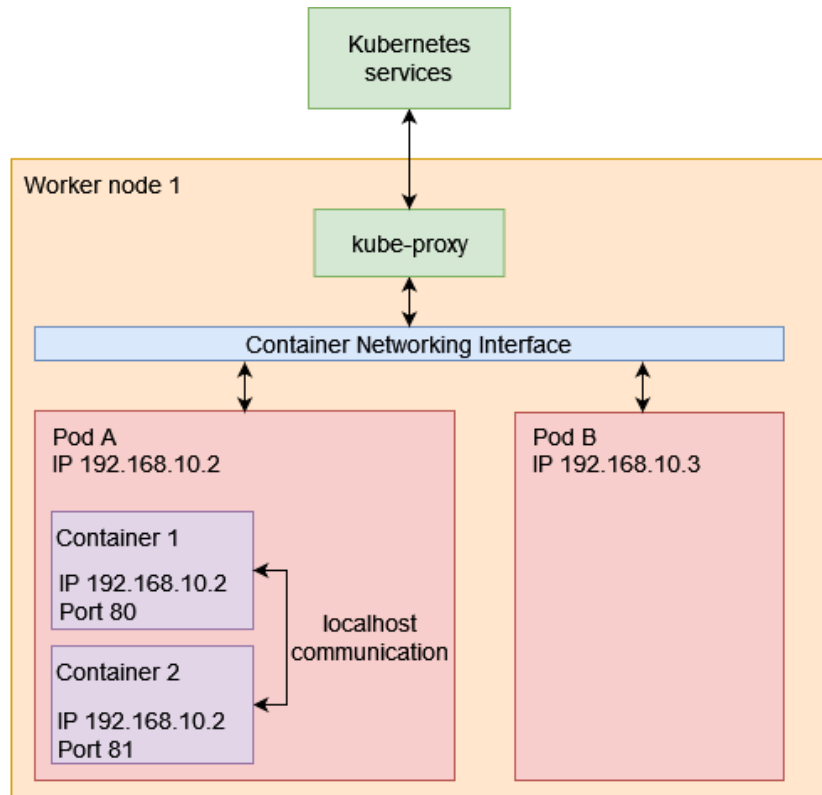 Kubernetes
services
Worker node 1
kube-proxy
Container Networking Interface
Pod A
IP 192.168.10.2
Container 1
IP 192.168.10.2
Port 80
localhost
communication
Container 2
IP 192.168.10.2
Port 81
Pod B
IP 192.168.10.3